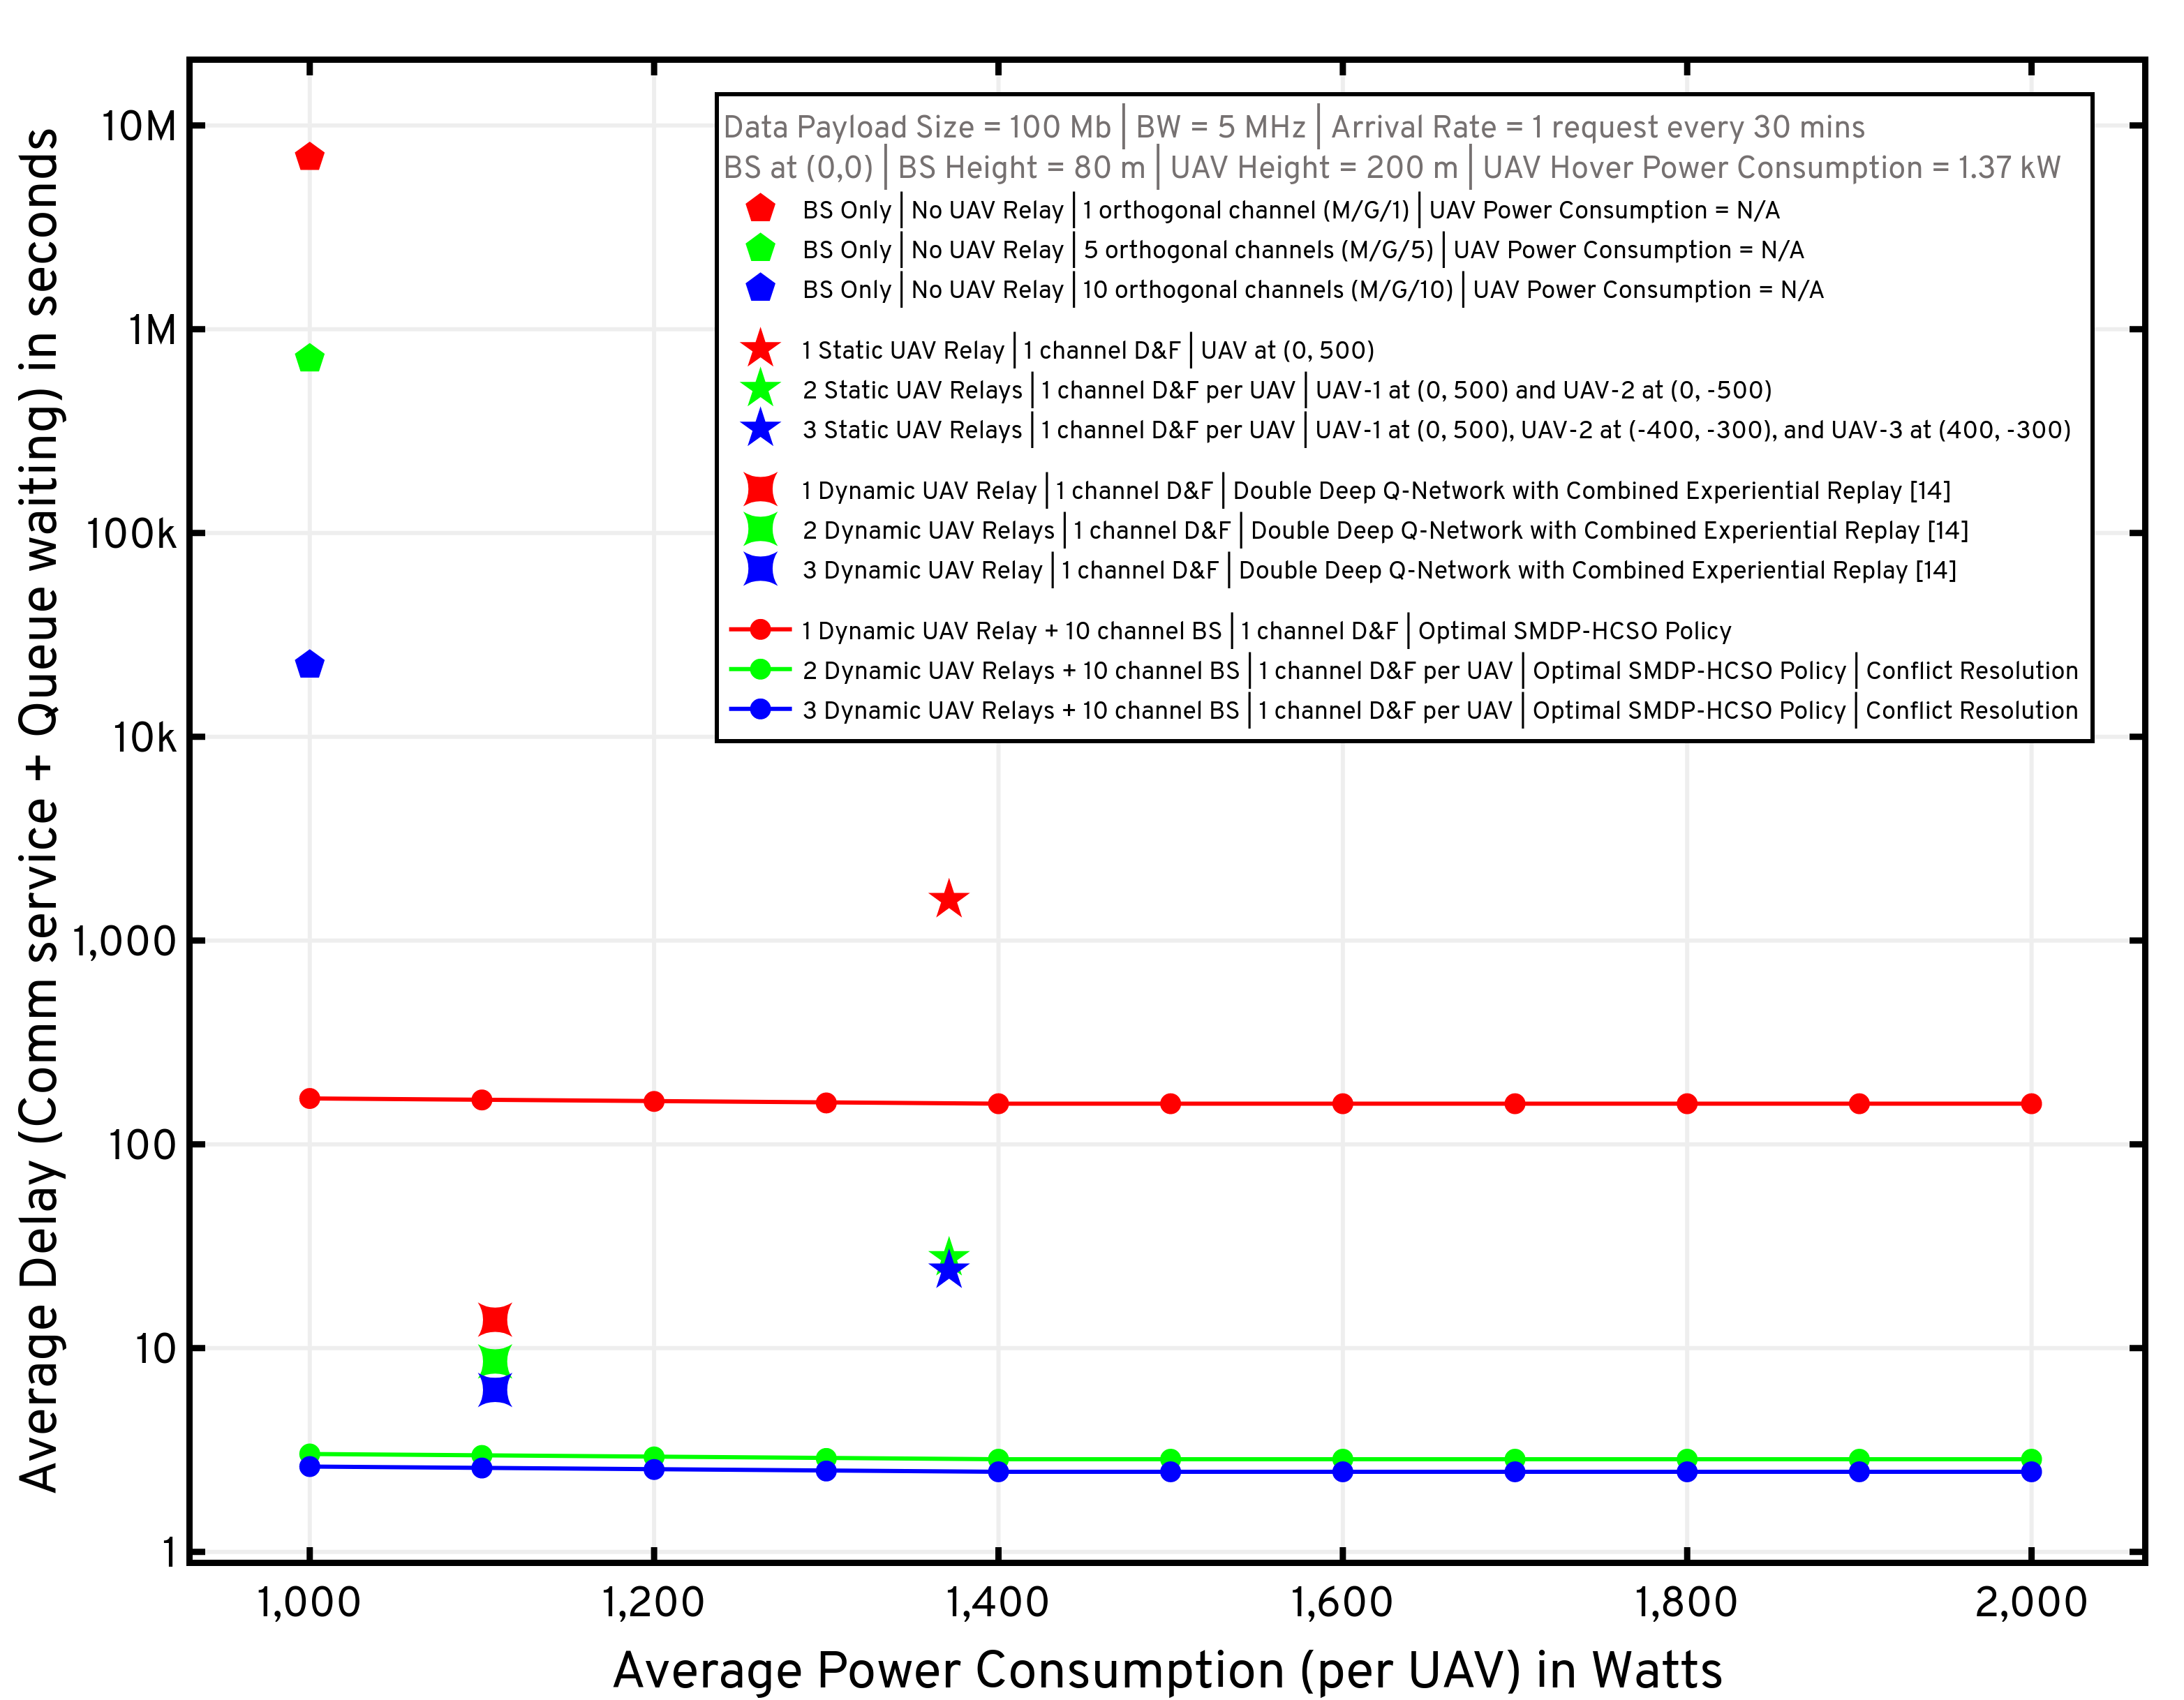 Average Delay (Comm service + Queue waiting) in seconds
10M
1M
100k
10k
1,000
100
10
1
Data Payload Size = 100 Mb | BW = 5 MHz | Arrival Rate = 1 request every 30 mins
BS at (0,0) | BS Height = 80 m | UAV Height = 200 m | UAV Hover Power Consumption = 1.37 kW
BS Only | No UAV Relay | 1 orthogonal channel (M/G/1) | UAV Power Consumption = N/A
BS Only | No UAV Relay | 5 orthogonal channels (M/G/5) | UAV Power Consumption = N/A
BS Only | No UAV Relay | 10 orthogonal channels (M/G/10) | UAV Power Consumption = N/A
1 Static UAV Relay | 1 channel D&F | UAV at (0, 500)
2 Static UAV Relays | 1 channel D&F per UAV | UAV-1 at (0, 500) and UAV-2 at (0, -500)
3 Static UAV Relays | 1 channel D&F per UAV | UAV-1 at (0, 500), UAV-2 at (-400, -300), and UAV-3 at (400, -300)
1 Dynamic UAV Relay | 1 channel D&F | Double Deep Q-Network with Combined Experiential Replay [14]
2 Dynamic UAV Relays | 1 channel D&F | Double Deep Q-Network with Combined Experiential Replay [14]
3 Dynamic UAV Relay | 1 channel D&F | Double Deep Q-Network with Combined Experiential Replay [14]
1 Dynamic UAV Relay + 10 channel BS | 1 channel D&F | Optimal SMDP-HCSO Policy
2 Dynamic UAV Relays + 10 channel BS | 1 channel D&F per UAV | Optimal SMDP-HCSO Policy | Conflict Resolution
3 Dynamic UAV Relays + 10 channel BS | 1 channel D&F per UAV | Optimal SMDP-HCSO Policy | Conflict Resolution
1,000 1,200 1,400 1,600 1,800 2,000
Average Power Consumption (per UAV) in Watts